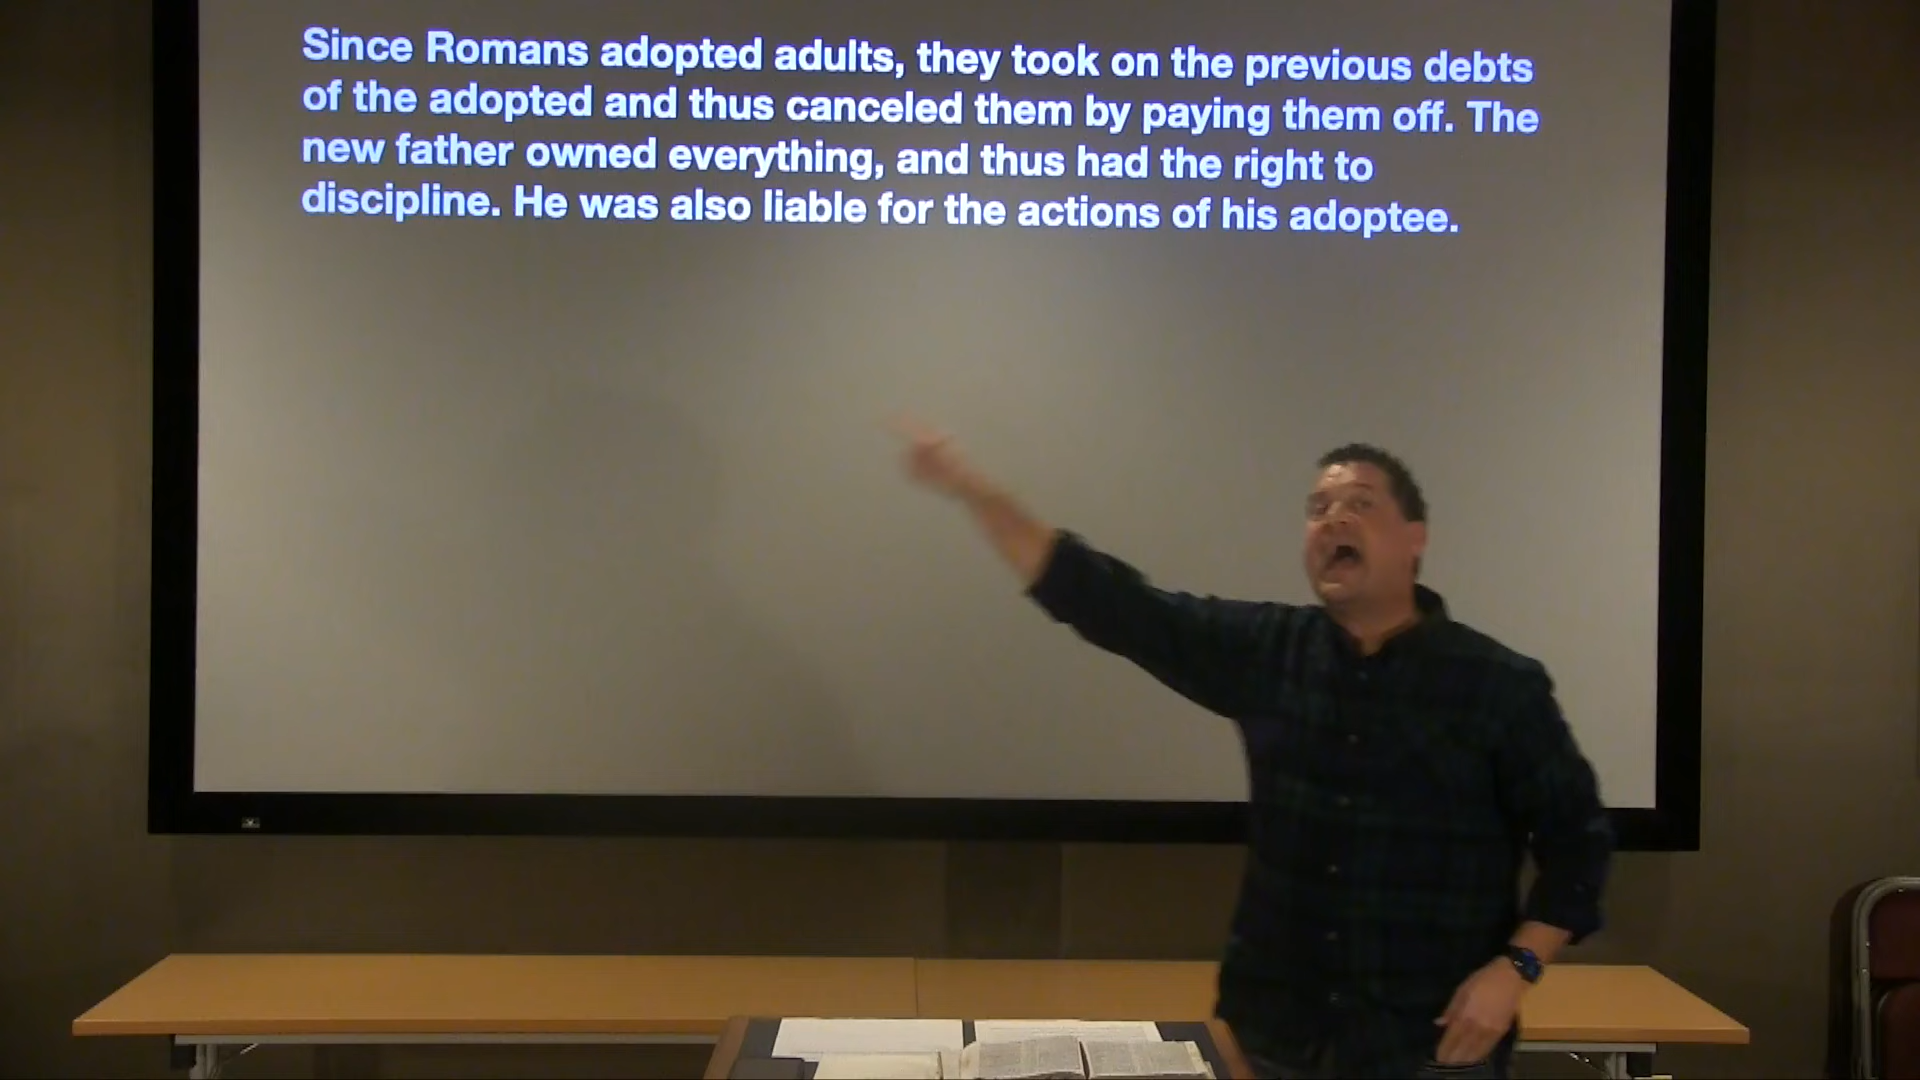 Since Romans adopted adults, they took on the previous debts
of the adopted and thus canceled them by paying them off. The
new father owned everything, and thus had the right to
discipline. He was also liable for the actions of his adoptee.